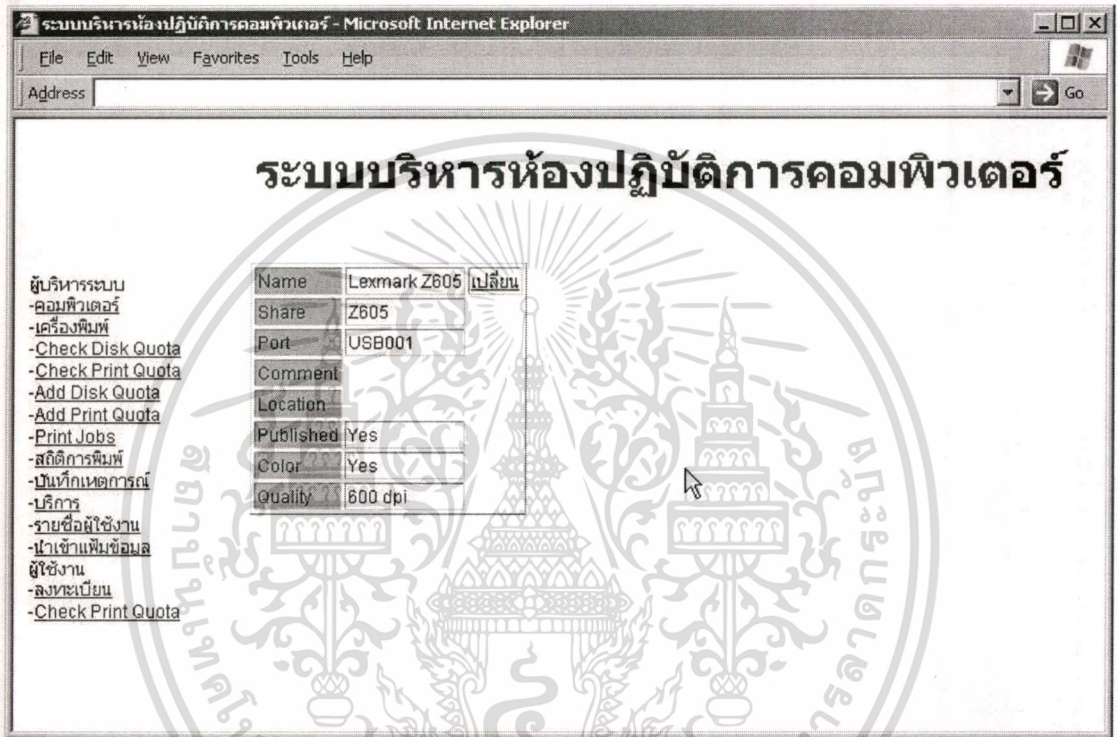 ระบบบริหารห้องปฏิบัติการคอมพิวเตอร์ - Microsoft Internet Explorer
File Edit View Favorites Tools Help
Address Go
ระบบบริหารห้องปฏิบัติการคอมพิวเตอร์
ผู้บริหารระบบ
-คอมพิวเตอร์
-เครื่องพิมพ์
-Check Disk Quota
-Check Print Quota
-Add Disk Quota
-Add Print Quota
-Print Jobs
-สถิติการพิมพ์
-บันทึกเหตุการณ์
-บริการ
-รายชื่อผู้ใช้งาน
-นำเข้าแฟ้มข้อมูล
ผู้ใช้งาน
-ลงทะเบียน
-Check Print Quota
Name Lexmark Z605 เปลี่ยน
Share Z605
Port USB001
Comment
Location
Published Yes
Color Yes
Quality 600 dpi